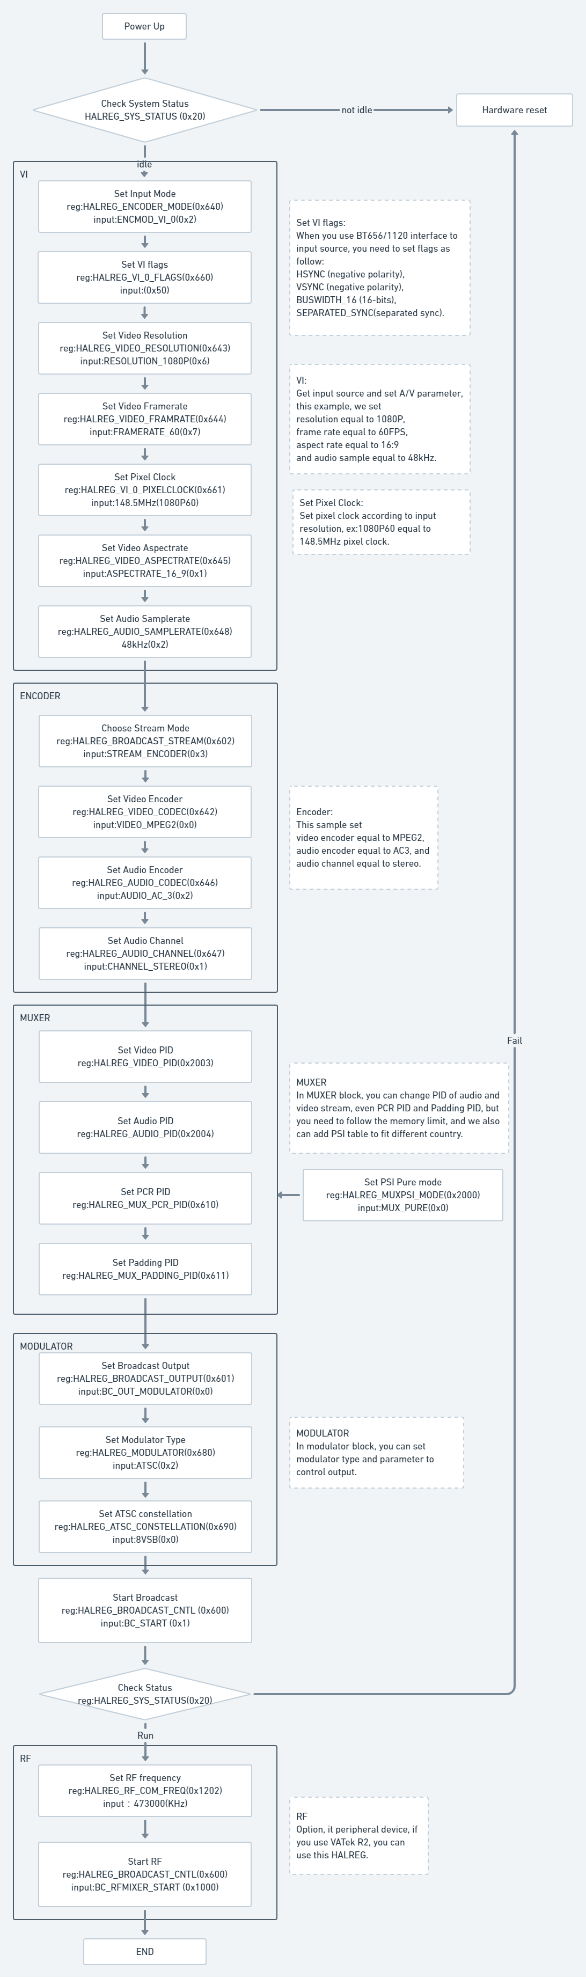 Power Up
Check System Status
HALREG_SYS_STATUS (0x20)
not idle
Hardware reset
idle
VI
Set Input Mode
reg:HALREG_ENCODER_MODE(0x640)
input:ENCMOD_VI_0(0x2)
Set VI flags
reg:HALREG_VI_0_FLAGS(0x660)
input:(0x50)
Set Video Resolution
reg:HALREG_VIDEO_RESOLUTION(0x643)
input:RESOLUTION_1080P(0x6)
Set Video Framerate
reg:HALREG_VIDEO_FRAMRATE(0x644)
input:FRAMERATE_60(0x7)
Set Pixel Clock
reg:HALREG_VI_0_PIXELCLOCK(0x661)
input:148.5MHz(1080P60)
Set Video Aspectrate
reg:HALREG_VIDEO_ASPECTRATE(0x645)
input:ASPECTRATE_16_9(0x1)
Set Audio Samplerate
reg:HALREG_AUDIO_SAMPLERATE(0x648)
48kHz(0x2)
Set VI flags:
When you use BT656/1120 interface to
input source, you need to set flags as
follow:
HSYNC (negative polarity),
VSYNC (negative polarity),
BUSWIDTH_16 (16-bits),
SEPARATED_SYNC(separated sync).
VI:
Get input source and set A/V parameter,
this example, we set
resolution equal to 1080P,
frame rate equal to 60FPS,
aspect rate equal to 16:9
and audio sample equal to 48kHz.
Set Pixel Clock:
Set pixel clock according to input
resolution, ex:1080P60 equal to
148.5MHz pixel clock.
ENCODER
Choose Stream Mode
reg:HALREG_BROADCAST_STREAM(0x602)
input:STREAM_ENCODER(0x3)
Set Video Encoder
reg:HALREG_VIDEO_CODEC(0x642)
input:VIDEO_MPEG2(0x0)
Set Audio Encoder
reg:HALREG_AUDIO_CODEC(0x646)
input:AUDIO_AC_3(0x2)
Set Audio Channel
reg:HALREG_AUDIO_CHANNEL(0x647)
input:CHANNEL_STEREO(0x1)
Encoder:
This sample set
video encoder equal to MPEG2,
audio encoder equal to AC3, and
audio channel equal to stereo.
MUXER
Set Video PID
reg:HALREG_VIDEO_PID(0x2003)
Set Audio PID
reg:HALREG_AUDIO_PID(0x2004)
Set PCR PID
reg:HALREG_MUX_PCR_PID(0x610)
Set Padding PID
reg:HALREG_MUX_PADDING_PID(0x611)
Fail
MUXER
In MUXER block, you can change PID of audio and
video stream, even PCR PID and Padding PID, but
you need to follow the memory limit, and we also
can add PSI table to fit different country.
Set PSI Pure mode
reg:HALREG_MUXPSI_MODE(0x2000)
input:MUX_PURE(0x0)
MODULATOR
Set Broadcast Output
reg:HALREG_BROADCAST_OUTPUT(0x601)
input:BC_OUT_MODULATOR(0x0)
Set Modulator Type
reg:HALREG_MODULATOR(0x680)
input:ATSC(0x2)
Set ATSC constellation
reg:HALREG_ATSC_CONSTELLATION(0x690)
input:8VSB(0x0)
MODULATOR
In modulator block, you can set
modulator type and parameter to
control output.
Start Broadcast
reg:HALREG_BROADCAST_CNTL (0x600)
input:BC_START (0x1)
Check Status
reg:HALREG_SYS_STATUS(0x20)
Run
RF
Set RF frequency
reg:HALREG_RF_COM_FREQ(0x1202)
input : 473000(KHz)
Start RF
reg:HALREG_BROADCAST_CNTL(0x600)
input:BC_RFMIXER_START (0x1000)
RF
Option, it peripheral device, if
you use VATek R2, you can
use this HALREG.
END